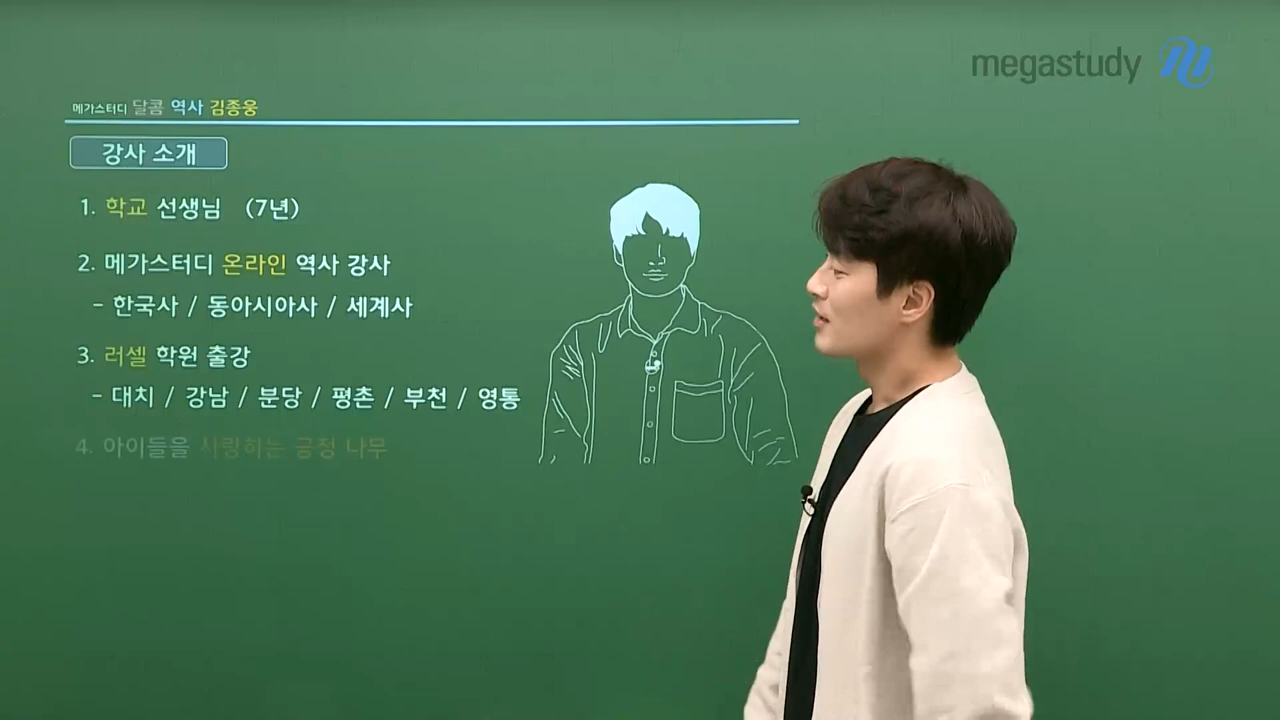 megastudy
메가스터디 달콤 역사 김종웅
강사 소개
1. 학교 선생님 (7년)
2. 메가스터디 온라인 역사 강사
- 한국사 / 동아시아사 / 세계사
3. 러셀 학원 출강
- 대치 / 강남 / 분당 / 평촌 / 부천 / 영통
4. 아이들을 사랑하는 긍정 나무